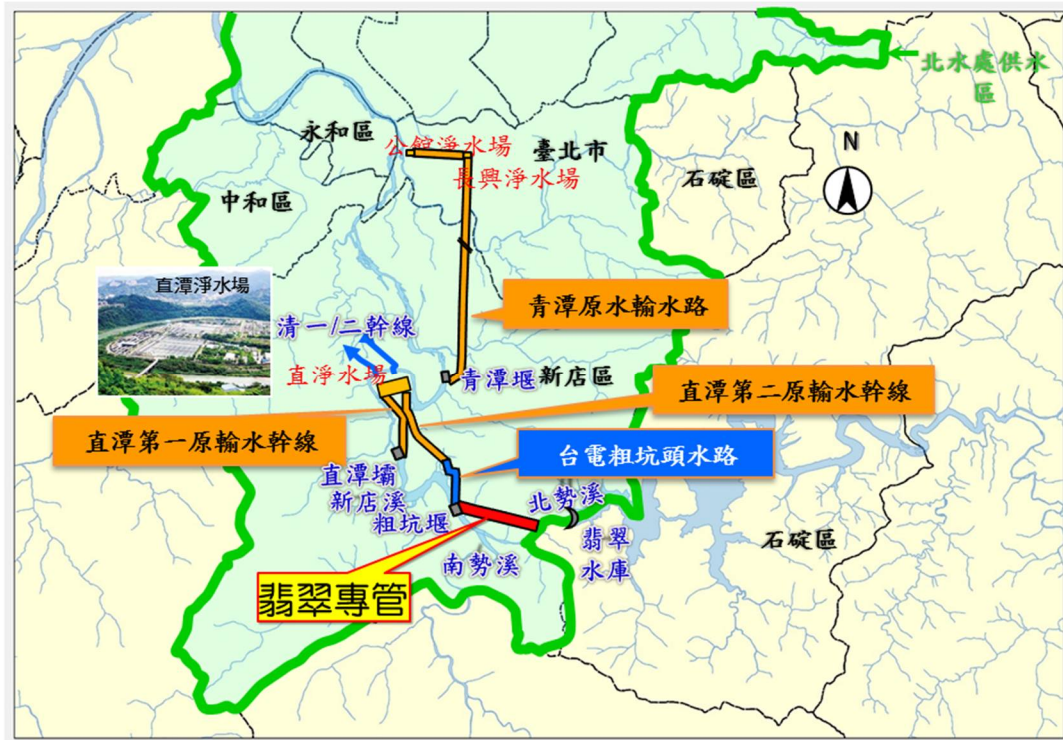 北水處供水
區
永和區
公館淨水場
臺北市
長興淨水場
石碇區
N
中和區
直潭淨水場
青潭原水輸水路
清一/二幹線
直淨水場
青潭堰
新店區
直潭第二原輸水幹線
直潭第一原輸水幹線
台電粗坑頭水路
直潭壩
新店溪
粗坑堰
北勢溪
翡翠
水庫
石碇區
南勢溪
翡翠專管